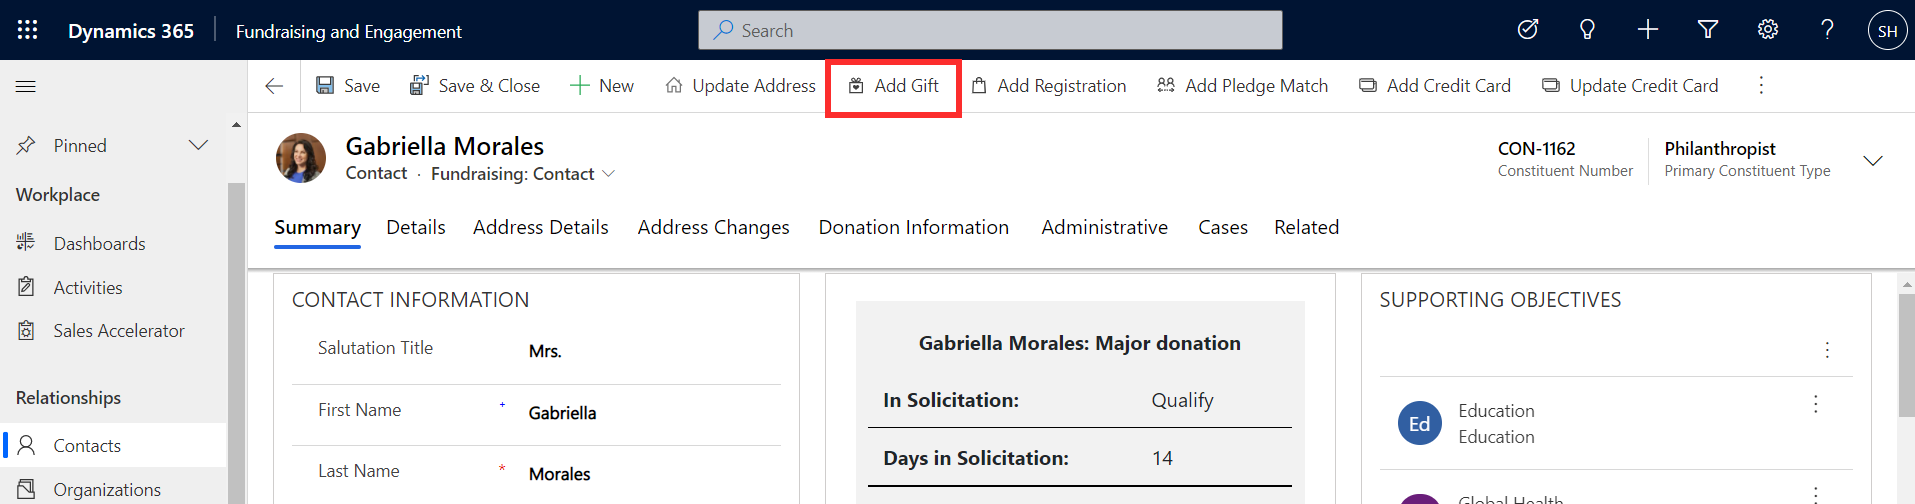 Dynamics 365 Fundraising and Engagement Search SH
Save Save & Close New Update Address Add Gift Add Registration Add Pledge Match Add Credit Card Update Credit Card
Pinned
Workplace
Dashboards
Activities
Sales Accelerator
Relationships
Contacts
Organizations
Gabriella Morales
Contact · Fundraising: Contact
CON-1162
Constituent Number
Philanthropist
Primary Constituent Type
Summary Details Address Details Address Changes Donation Information Administrative Cases Related
CONTACT INFORMATION
Salutation Title Mrs.
First Name + Gabriella
Last Name * Morales
Gabriella Morales: Major donation
In Solicitation: Qualify
Days in Solicitation: 14
SUPPORTING OBJECTIVES
Ed
Education
Education
Global Health